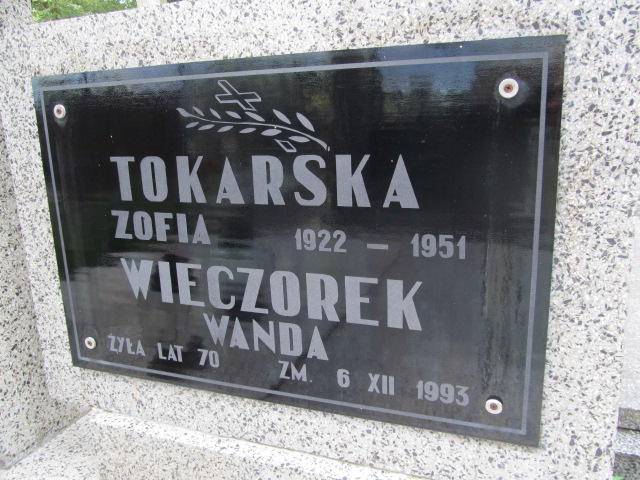 TOKARSKA
ZOFIA 1922 – 1951
WIECZOREK
WANDA
ŻYŁA LAT 70 ZM. 6 XII 1993